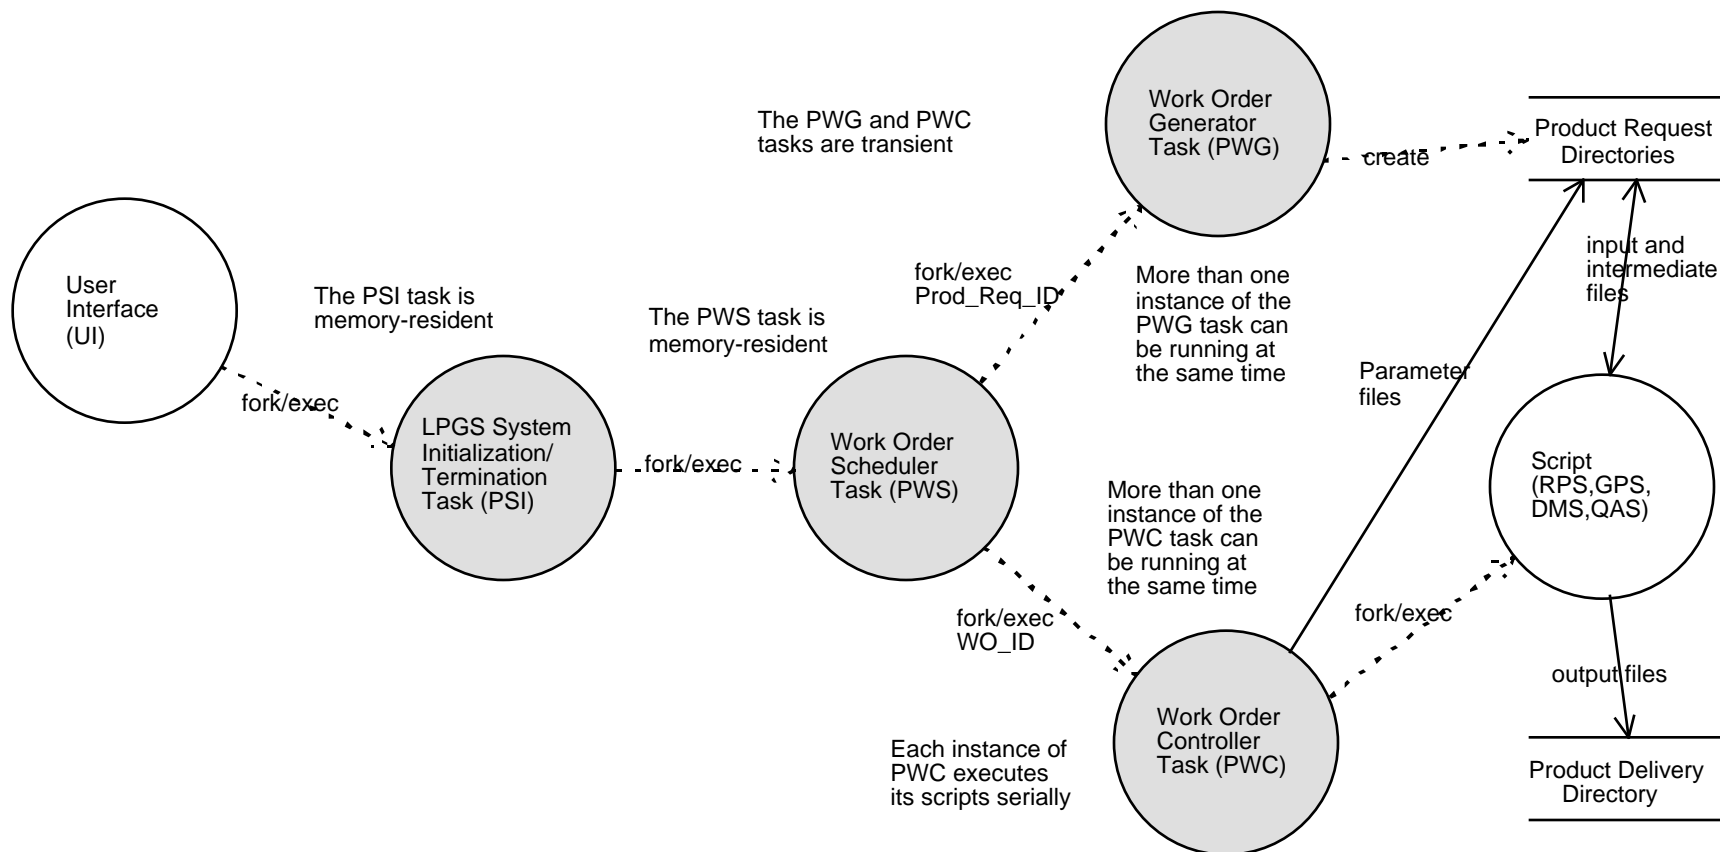 The PWG and PWC
tasks are transient
Work Order
Generator
Task (PWG)
create
Product Request
Directories
User
Interface
(UI)
The PSI task is
memory-resident
fork/exec
The PWS task is
memory-resident
fork/exec
Prod_Req_ID
More than one
instance of the
PWG task can
be running at
the same time
input and
intermediate
files
Parameter
files
LPGS System
Initialization/
Termination
Task (PSI)
fork/exec
Work Order
Scheduler
Task (PWS)
More than one
instance of the
PWC task can
be running at
the same time
Script
(RPS,GPS,
DMS,QAS)
fork/exec
WO_ID
fork/exec
output files
Each instance of
PWC executes
its scripts serially
Work Order
Controller
Task (PWC)
Product Delivery
Directory